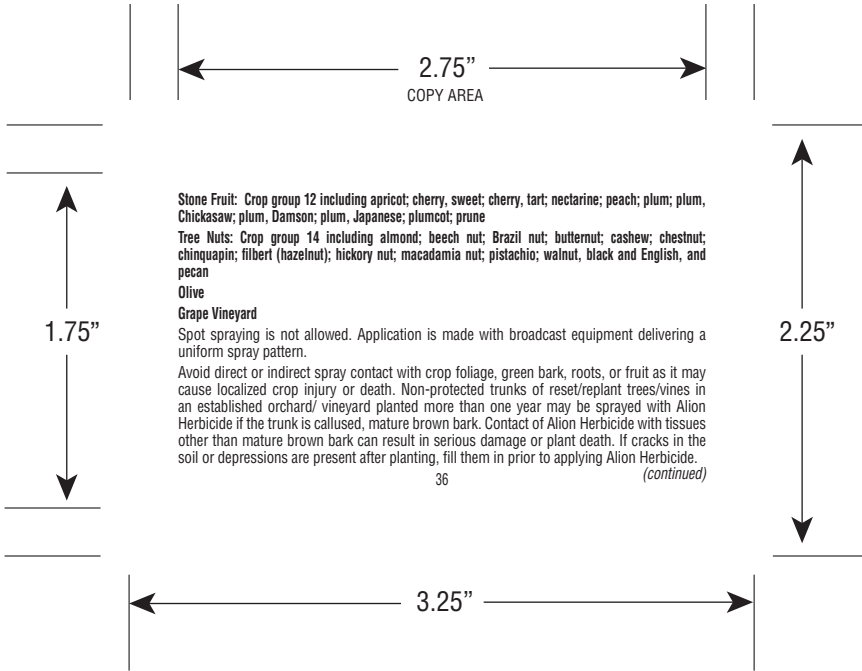 2.75”
COPY AREA
Stone Fruit: Crop group 12 including apricot; cherry, sweet; cherry, tart; nectarine; peach; plum; plum,
Chickasaw; plum, Damson; plum, Japanese; plumcot; prune
Tree Nuts: Crop group 14 including almond; beech nut; Brazil nut; butternut; cashew; chestnut;
chinquapin; filbert (hazelnut); hickory nut; macadamia nut; pistachio; walnut, black and English, and
pecan
Olive
Grape Vineyard
1.75”
2.25”
Spot spraying is not allowed. Application is made with broadcast equipment delivering a
uniform spray pattern.
Avoid direct or indirect spray contact with crop foliage, green bark, roots, or fruit as it may
cause localized crop injury or death. Non-protected trunks of reset/replant trees/vines in
an established orchard/ vineyard planted more than one year may be sprayed with Alion
Herbicide if the trunk is callused, mature brown bark. Contact of Alion Herbicide with tissues
other than mature brown bark can result in serious damage or plant death. If cracks in the
soil or depressions are present after planting, fill them in prior to applying Alion Herbicide.
(continued)
36
3.25”